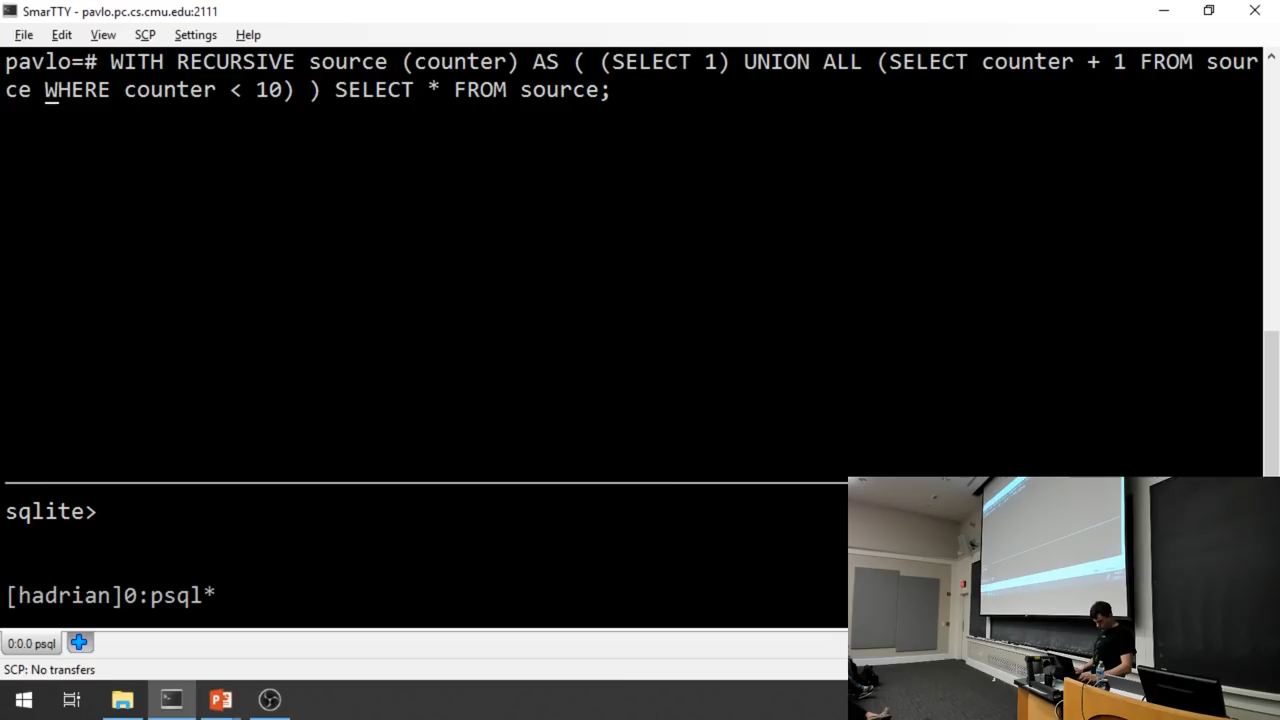 SmarTTY - pavlo.pc.cs.cmu.edu:2111
File Edit View SCP Settings Help
pavlo=# WITH RECURSIVE source (counter) AS ( (SELECT 1) UNION ALL (SELECT counter + 1 FROM sour
ce WHERE counter < 10) ) SELECT * FROM source;
sqlite>
[hadrian]0:psql*
0:0.0 psql
SCP: No transfers